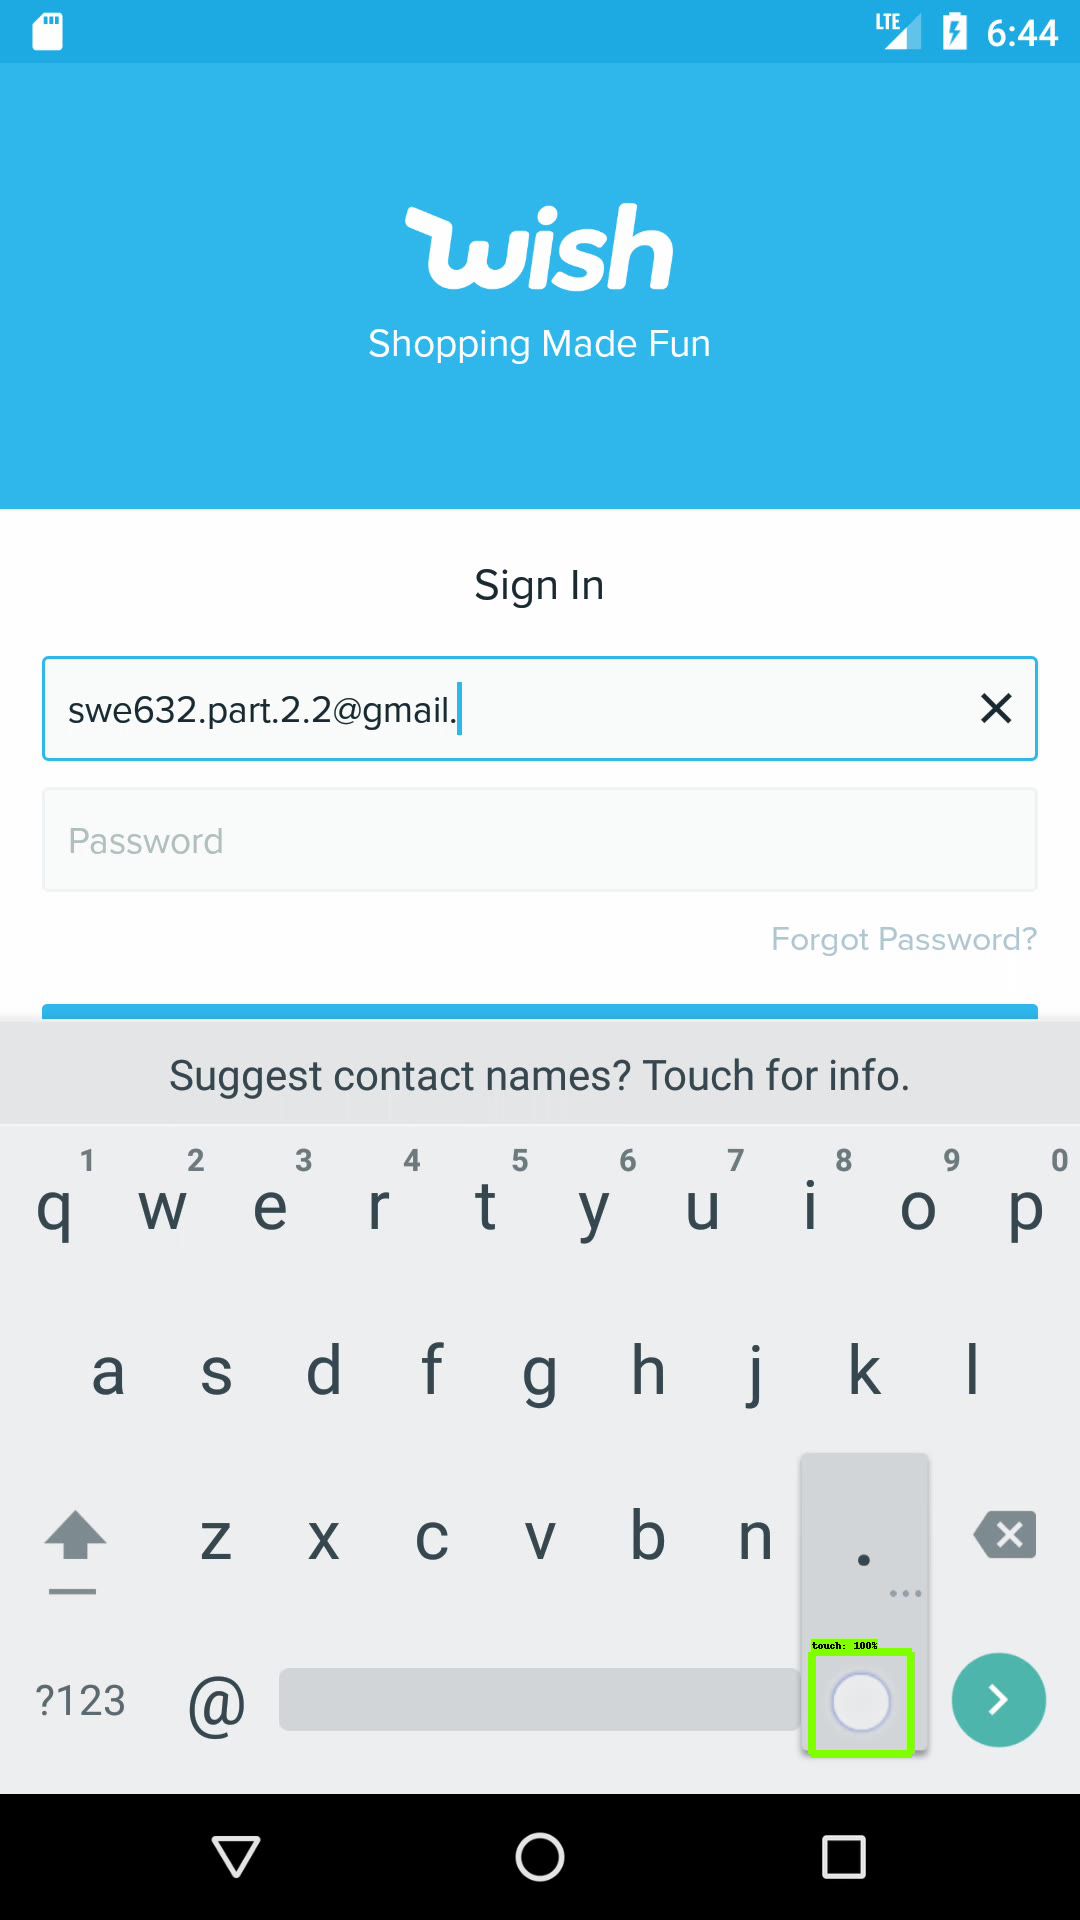 LTE 6:44
wish
Shopping Made Fun
Sign In
swe632.part.2.2@gmail.
Password
Forgot Password?
Suggest contact names? Touch for info.
1 2 3 4 5 6 7 8 9 0
q w e r t y u i o p
a s d f g h j k l
z x c v b n .
...
touch: 100%
?123 @